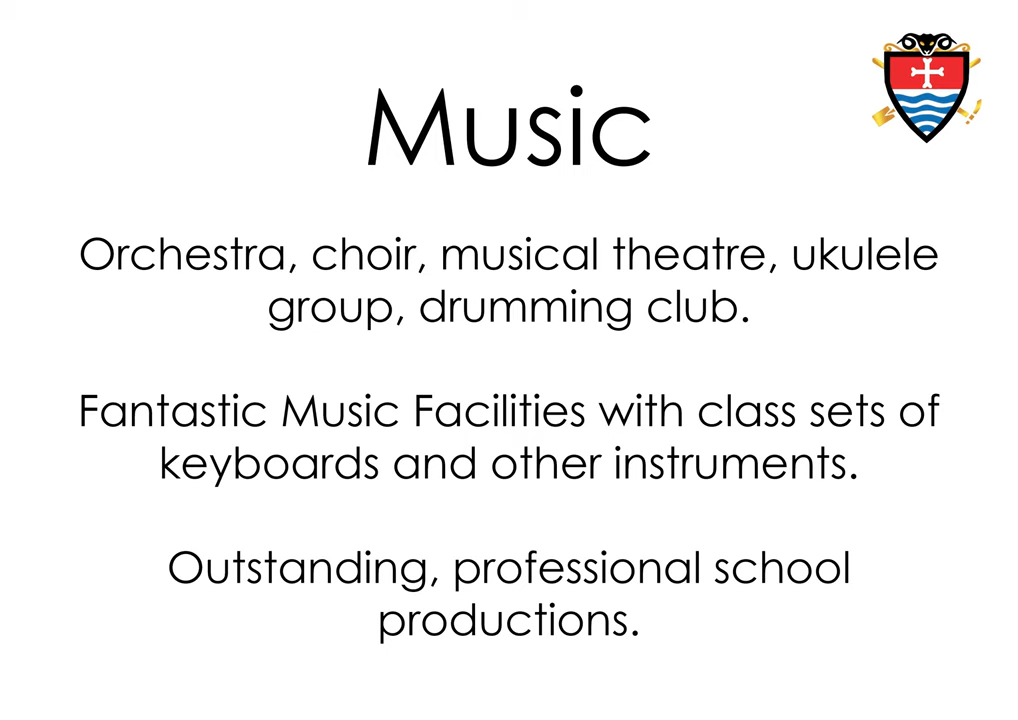 Music
Orchestra, choir, musical theatre, ukulele
group, drumming club.
Fantastic Music Facilities with class sets of
keyboards and other instruments.
Outstanding, professional school
productions.